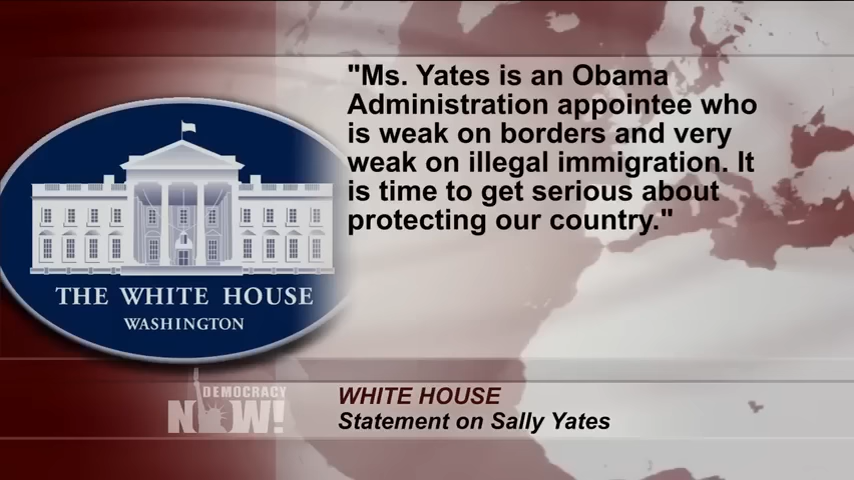 "Ms. Yates is an Obama
Administration appointee who
is weak on borders and very
weak on illegal immigration. It
is time to get serious about
protecting our country."
THE WHITE HOUSE
WASHINGTON
DEMOCRACY
NOW!
WHITE HOUSE
Statement on Sally Yates